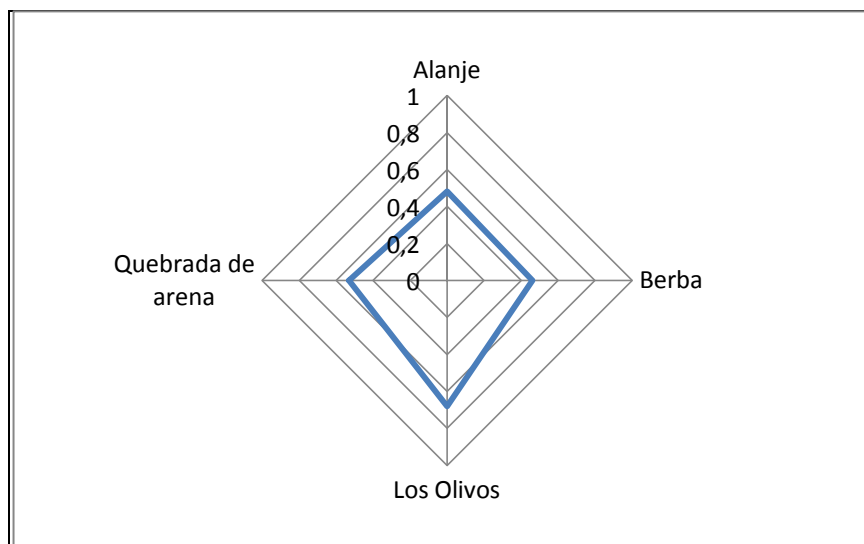 Alanje
1
0,8
0,6
0,4
0,2
0
Quebrada de
arena
Berba
Los Olivos